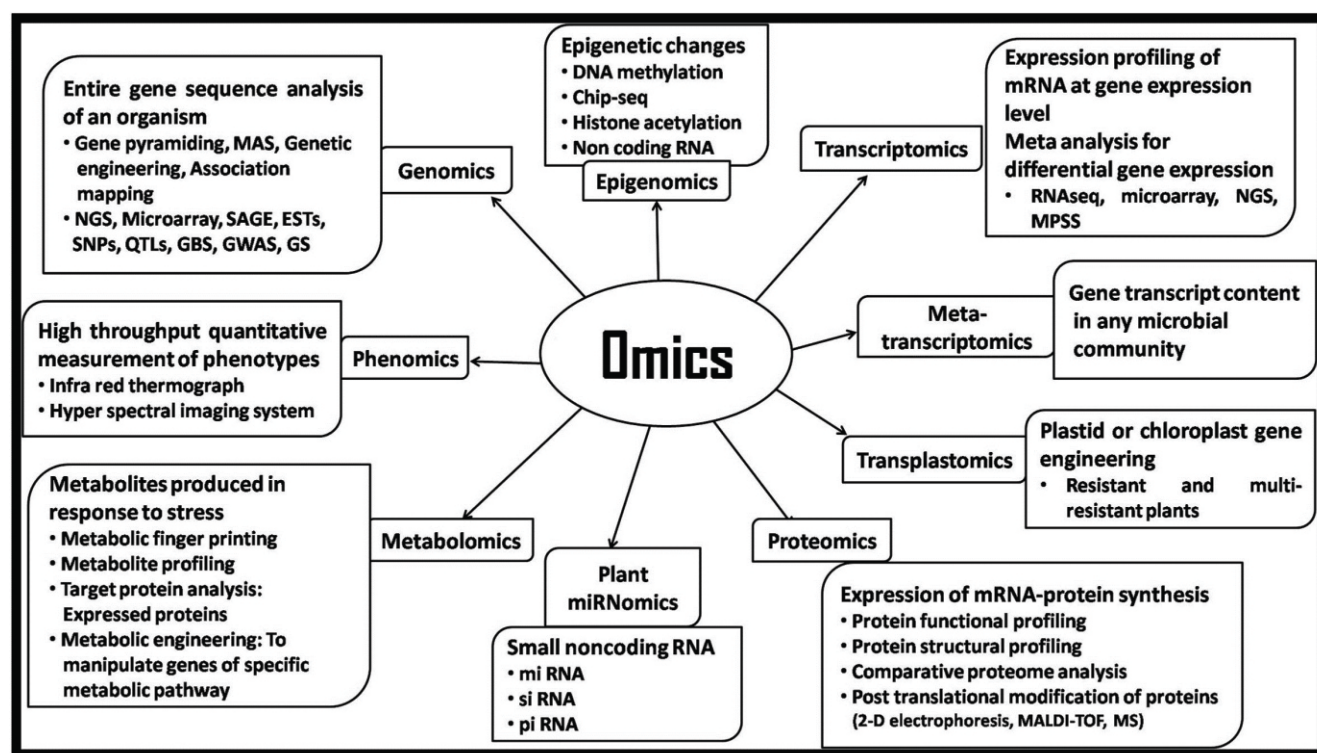 Entire gene sequence analysis
of an organism
• Gene pyramiding, MAS, Genetic
engineering, Association
mapping
• NGS, Microarray, SAGE, ESTs,
SNPs, QTLs, GBS, GWAS, GS
Genomics
Epigenetic changes
• DNA methylation
• Chip-seq
• Histone acetylation
• Non coding RNA
Epigenomics
Transcriptomics
Expression profiling of
mRNA at gene expression
level
Meta analysis for
differential gene expression
• RNAseq, microarray, NGS,
MPSS
High throughput quantitative
measurement of phenotypes
• Infra red thermograph
• Hyper spectral imaging system
Phenomics
Omics
Meta-
transcriptomics
Gene transcript content
in any microbial
community
Transplastomics
Plastid or chloroplast gene
engineering
• Resistant and multi-
resistant plants
Metabolites produced in
response to stress
• Metabolic finger printing
• Metabolite profiling
• Target protein analysis:
Expressed proteins
• Metabolic engineering: To
manipulate genes of specific
metabolic pathway
Metabolomics
Plant
miRNomics
Small noncoding RNA
• mi RNA
• si RNA
• pi RNA
Proteomics
Expression of mRNA-protein synthesis
• Protein functional profiling
• Protein structural profiling
• Comparative proteome analysis
• Post translational modification of proteins
(2-D electrophoresis, MALDI-TOF, MS)